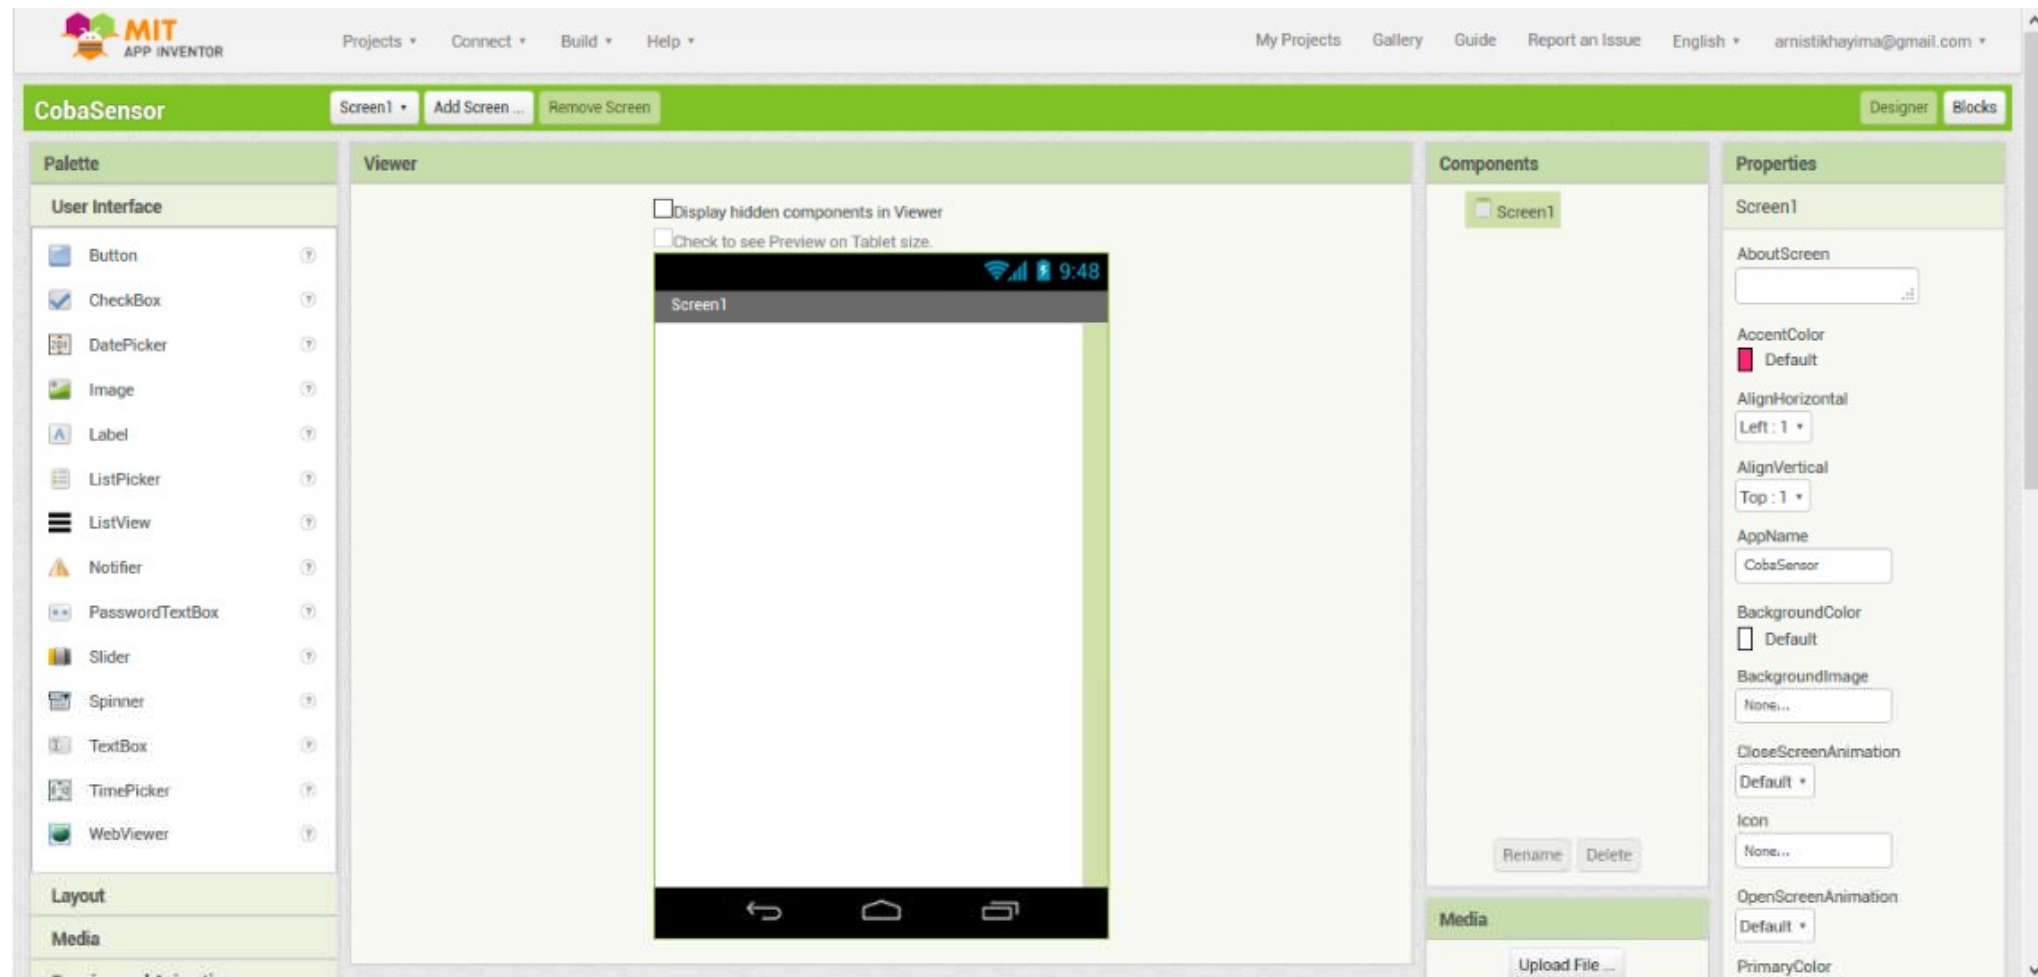 MIT
APP INVENTOR
Projects
Connect
Build
Help
My Projects
Gallery
Guide
Report an Issue
English
arnistikhayima@gmail.com
CobaSensor
Screen1
Add Screen ...
Remove Screen
Designer
Blocks
Palette
User Interface
Button
CheckBox
DatePicker
Image
Label
ListPicker
ListView
Notifier
PasswordTextBox
Slider
Spinner
TextBox
TimePicker
WebViewer
Layout
Media
Viewer
Display hidden components in Viewer
Check to see Preview on Tablet size.
9:48
Screen1
Components
Screen1
Rename
Delete
Media
Upload File ...
Properties
Screen1
AboutScreen
AccentColor
Default
AlignHorizontal
Left : 1
AlignVertical
Top : 1
AppName
CobaSensor
BackgroundColor
Default
BackgroundImage
None...
CloseScreenAnimation
Default
Icon
None...
OpenScreenAnimation
Default
PrimaryColor